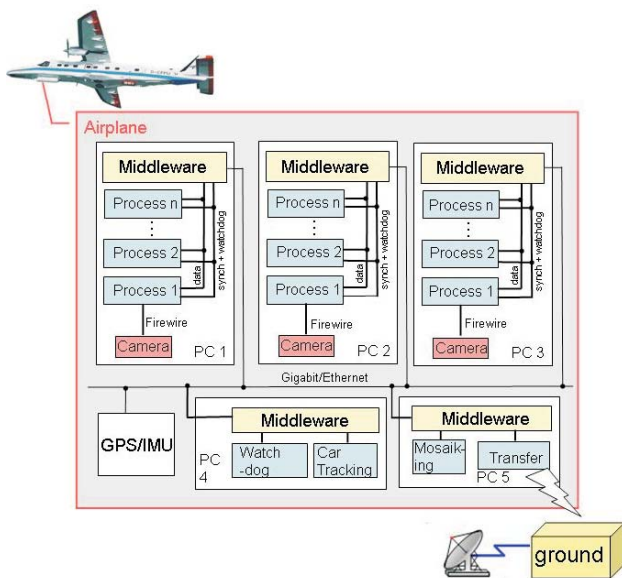 Airplane
Middleware
Process n
Process 2
Process 1
data
synch + watchdog
Firewire
Camera
PC 1
Middleware
Process n
Process 2
Process 1
data
synch + watchdog
Firewire
Camera
PC 2
Middleware
Process n
Process 2
Process 1
data
synch + watchdog
Firewire
Camera
PC 3
Gigabit/Ethernet
GPS/IMU
Middleware
Watch
-dog
Car
Tracking
PC
4
Middleware
Mosaik-
ing
Transfer
PC 5
ground